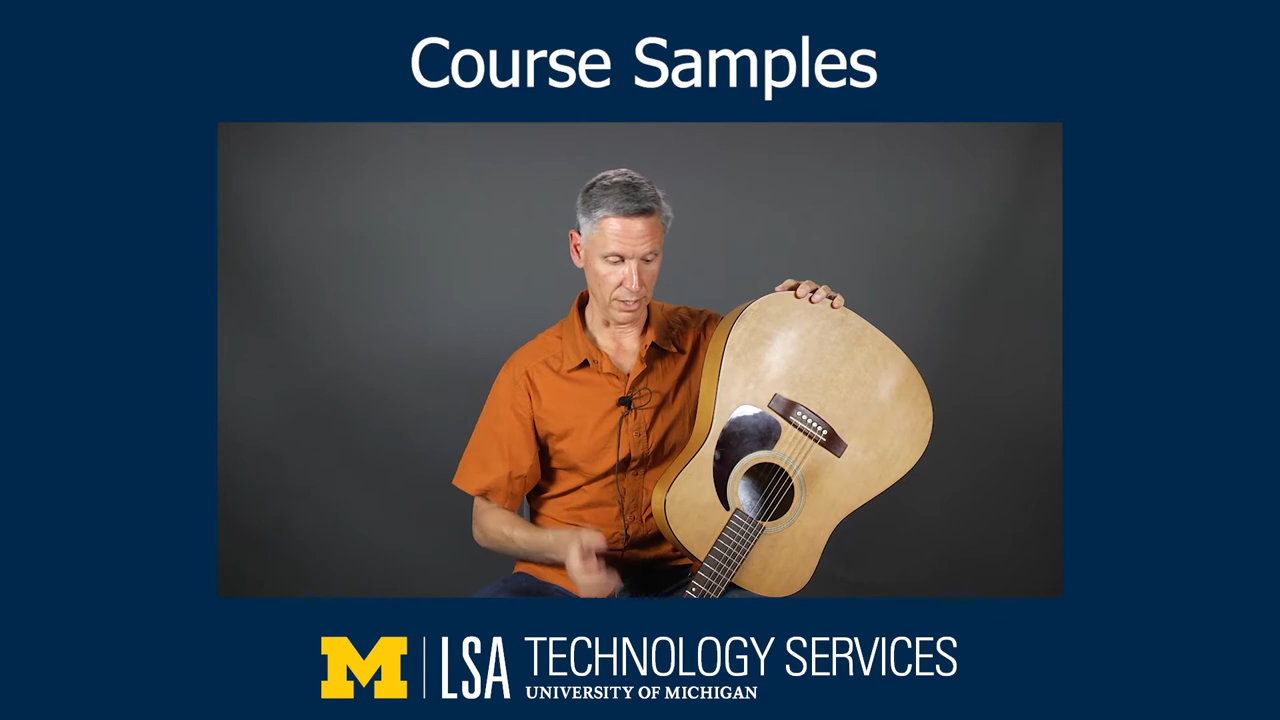 Course Samples
M LSA TECHNOLOGY SERVICES
UNIVERSITY OF MICHIGAN